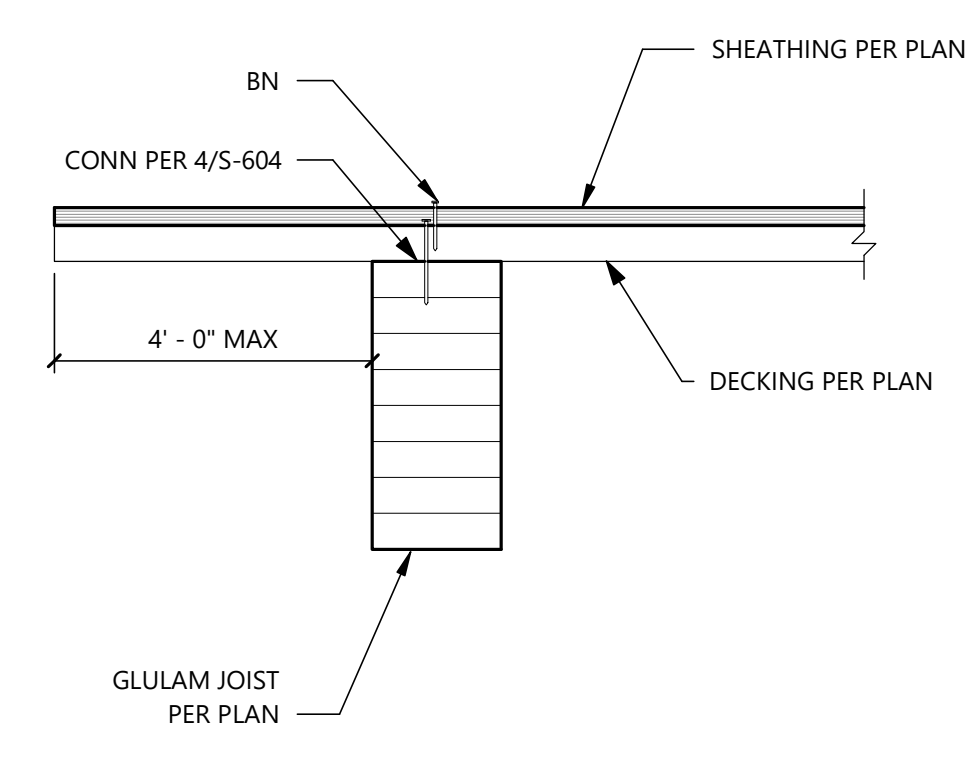 SHEATHING PER PLAN
BN
CONN PER 4/S-604
4' - 0" MAX
DECKING PER PLAN
GLULAM JOIST
PER PLAN